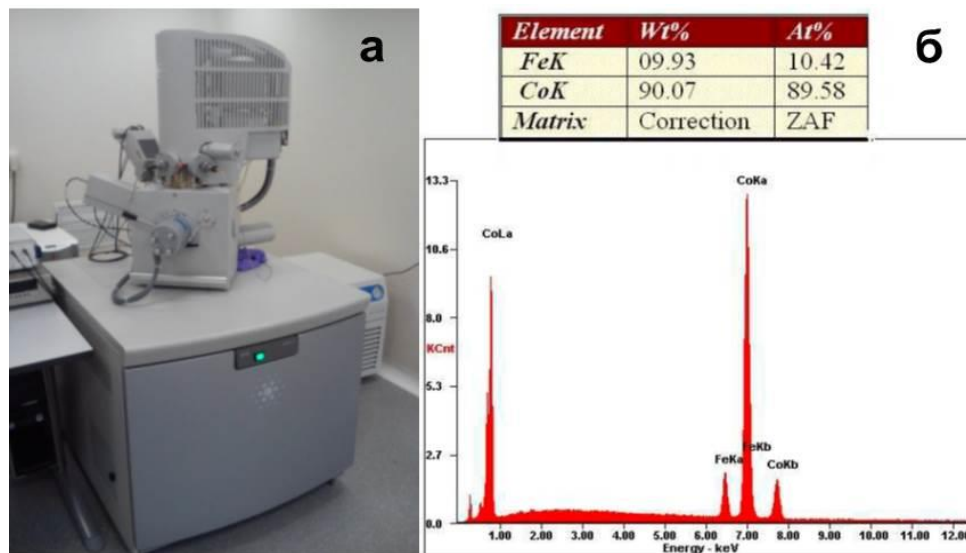 а
б
Element Wt% At%
FeK 09.93 10.42
CoK 90.07 89.58
Matrix Correction ZAF
13.3
10.6
8.0
KCnt
5.3
2.7
0.0
CoLa
CoKa
FeKb
FeKa
CoKb
1.00 2.00 3.00 4.00 5.00 6.00 7.00 8.00 9.00 10.00 11.00 12.00
Energy - keV